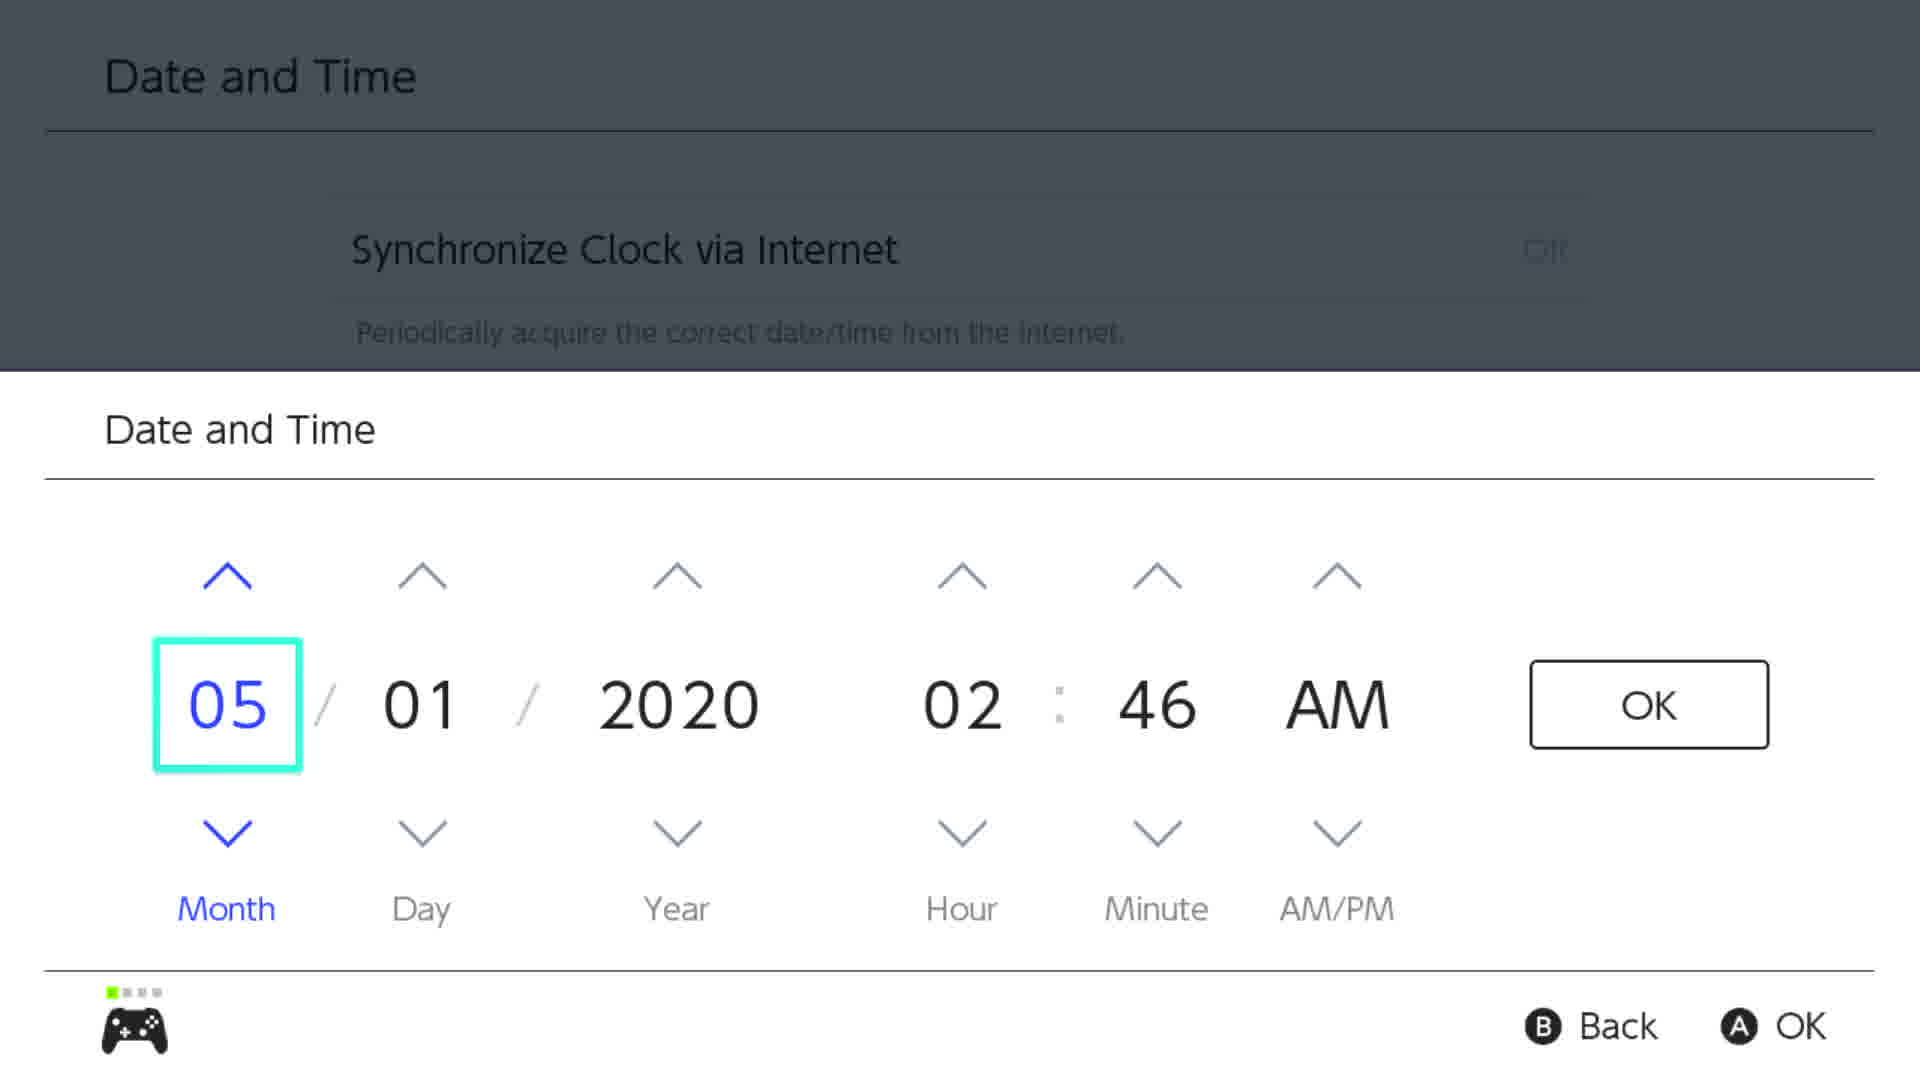 Date and Time
Synchronize Clock via Internet Off
Periodically acquire the correct date/time from the Internet.
Date and Time
05 / 01 / 2020 02 : 46 AM OK
Month Day Year Hour Minute AM/PM
B Back A OK